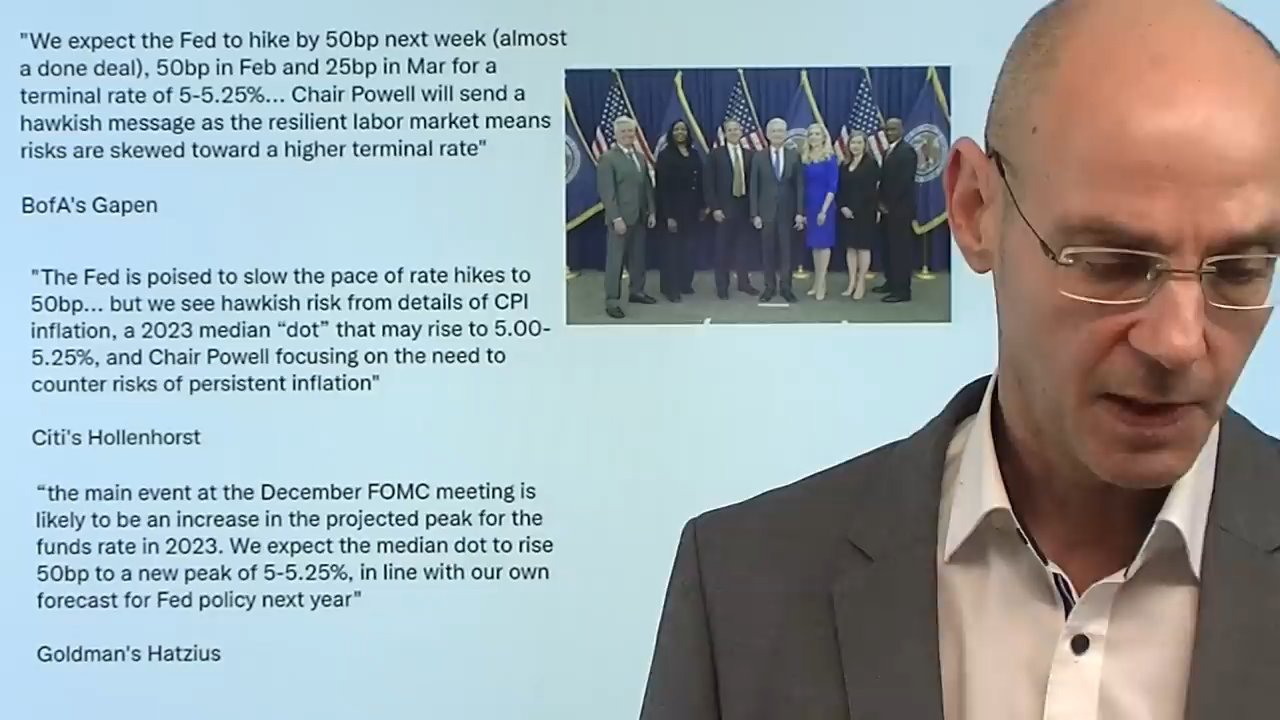 "We expect the Fed to hike by 50bp next week (almost
a done deal), 50bp in Feb and 25bp in Mar for a
terminal rate of 5-5.25%... Chair Powell will send a
hawkish message as the resilient labor market means
risks are skewed toward a higher terminal rate"
BofA's Gapen
"The Fed is poised to slow the pace of rate hikes to
50bp... but we see hawkish risk from details of CPI
inflation, a 2023 median “dot” that may rise to 5.00-
5.25%, and Chair Powell focusing on the need to
counter risks of persistent inflation"
Citi's Hollenhorst
“the main event at the December FOMC meeting is
likely to be an increase in the projected peak for the
funds rate in 2023. We expect the median dot to rise
50bp to a new peak of 5-5.25%, in line with our own
forecast for Fed policy next year"
Goldman's Hatzius